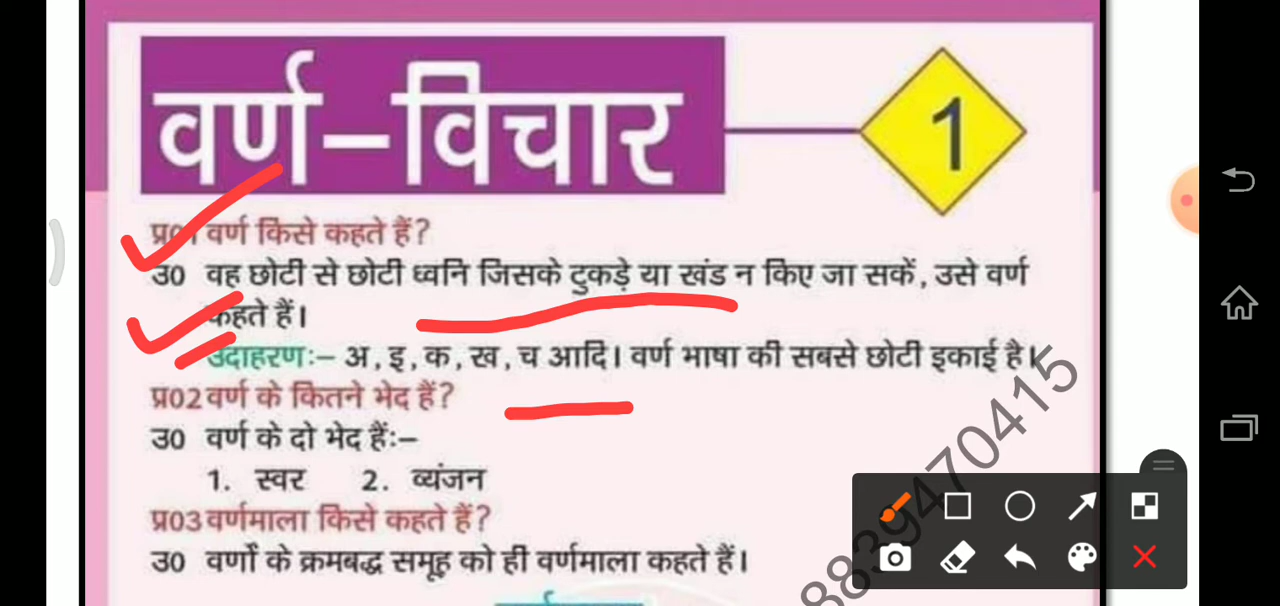 वर्ण–विचार
1
प्र01 वर्ण किसे कहते हैं?
उ0 वह छोटी से छोटी ध्वनि जिसके टुकड़े या खंड न किए जा सकें, उसे वर्ण
कहते हैं।
उदाहरण:– अ, इ, क, ख, च आदि। वर्ण भाषा की सबसे छोटी इकाई है।
प्र02 वर्ण के कितने भेद हैं?
उ0 वर्ण के दो भेद हैं:–
1. स्वर 2. व्यंजन
प्र03 वर्णमाला किसे कहते हैं?
उ0 वर्णों के क्रमबद्ध समूह को ही वर्णमाला कहते हैं।